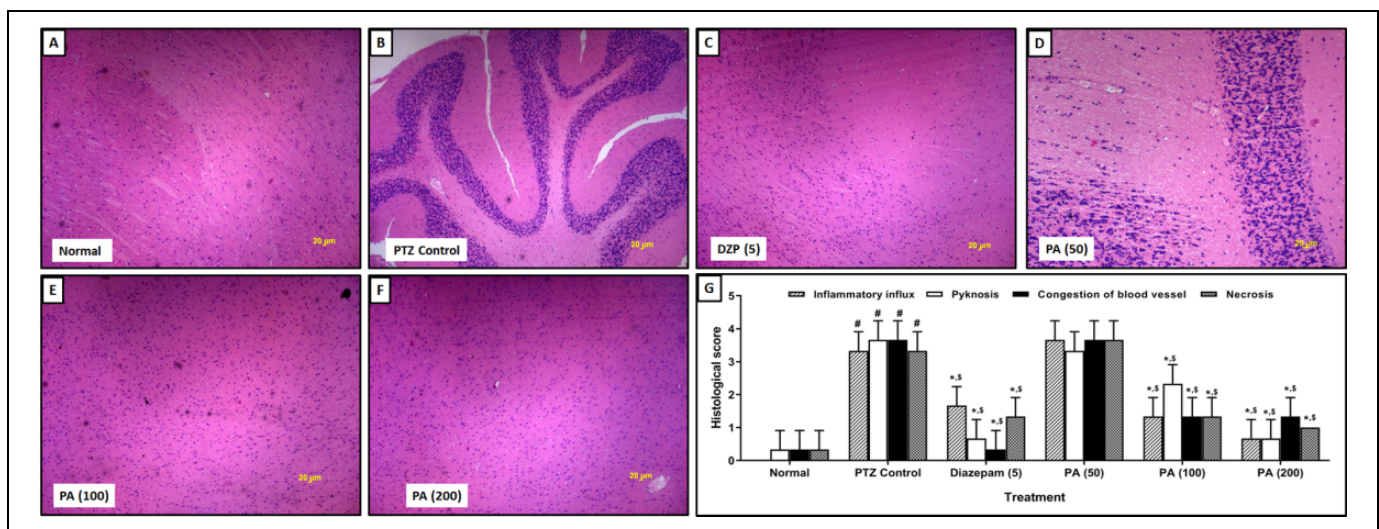 A
Normal
20 µm
B
PTZ Control
20 µm
C
DZP (5)
20 µm
D
PA (50)
20 µm
E
PA (100)
20 µm
F
PA (200)
20 µm
G
Inflammatory influx Pyknosis Congestion of blood vessel Necrosis
Histological score
5
4
3
2
1
0
# # # #
*,$ *,$ *,$ *,$
*,$ *,$ *,$ *,$
*,$ *,$ *,$ *,$
Normal PTZ Control Diazepam (5) PA (50) PA (100) PA (200)
Treatment